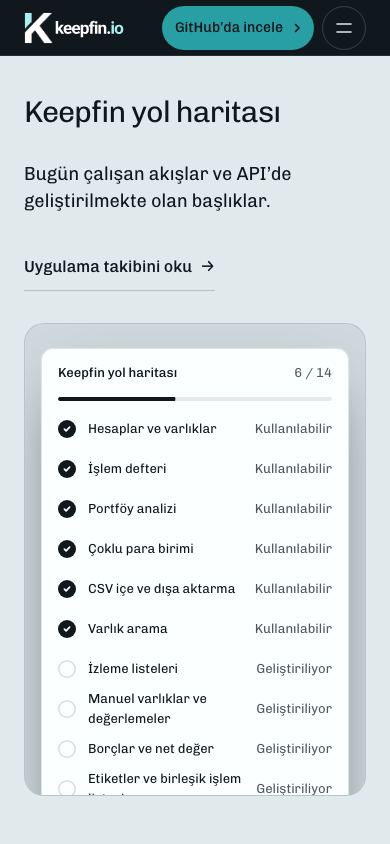 keepfin.io
GitHub’da incele
Keepfin yol haritası
Bugün çalışan akışlar ve API’de
geliştirilmekte olan başlıklar.
Uygulama takibini oku
Keepfin yol haritası 6 / 14
Hesaplar ve varlıklar Kullanılabilir
İşlem defteri Kullanılabilir
Portföy analizi Kullanılabilir
Çoklu para birimi Kullanılabilir
CSV içe ve dışa aktarma Kullanılabilir
Varlık arama Kullanılabilir
İzleme listeleri Geliştiriliyor
Manuel varlıklar ve
değerlemeler Geliştiriliyor
Borçlar ve net değer Geliştiriliyor
Etiketler ve birleşik işlem Geliştiriliyor